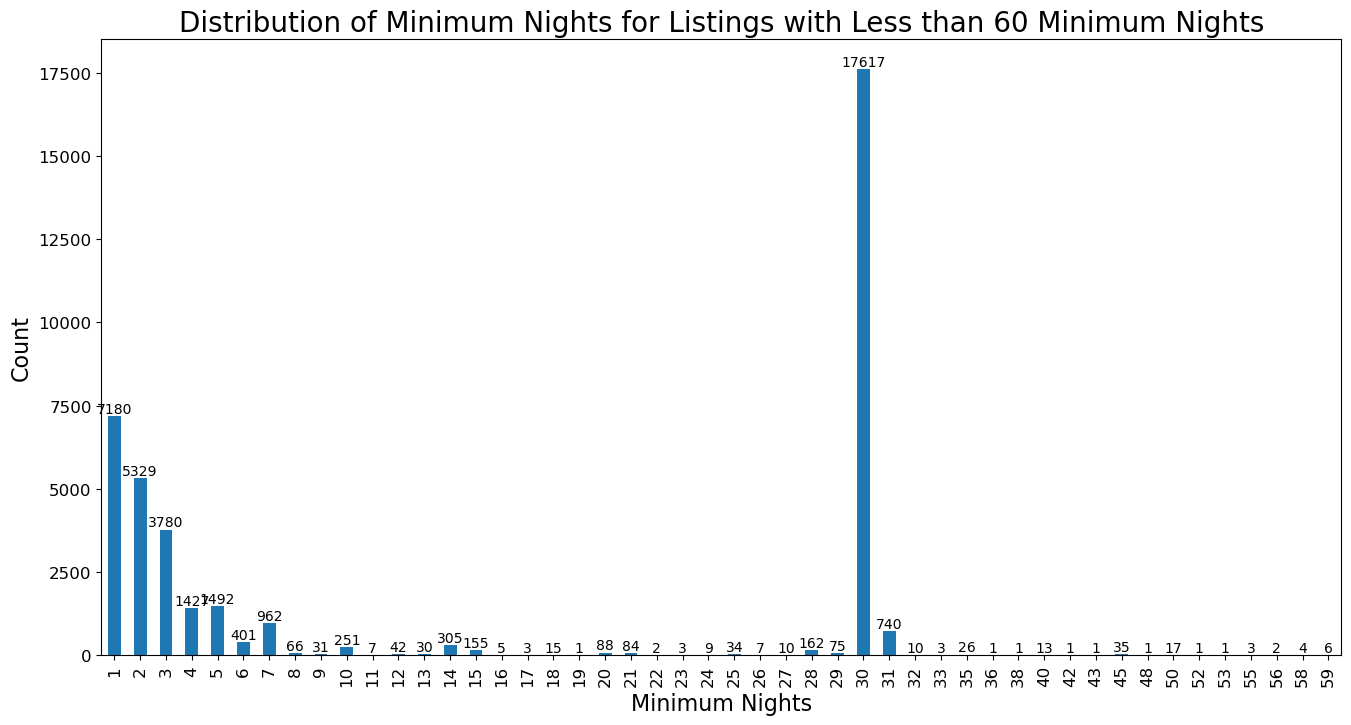 Distribution of Minimum Nights for Listings with Less than 60 Minimum Nights
17500
15000
12500
10000
7500
5000
2500
0
Count
7180 5329 3780 1427 1492 401 962 66 31 251 7 42 30 305 155 5 3 15 1 88 84 2 3 9 34 7 10 162 75 17617 740 10 3 26 1 1 13 1 1 35 1 17 1 1 3 2 4 6
1 2 3 4 5 6 7 8 9 10 11 12 13 14 15 16 17 18 19 20 21 22 23 24 25 26 27 28 29 30 31 32 33 35 36 38 40 42 43 45 48 50 52 53 55 56 58 59
Minimum Nights